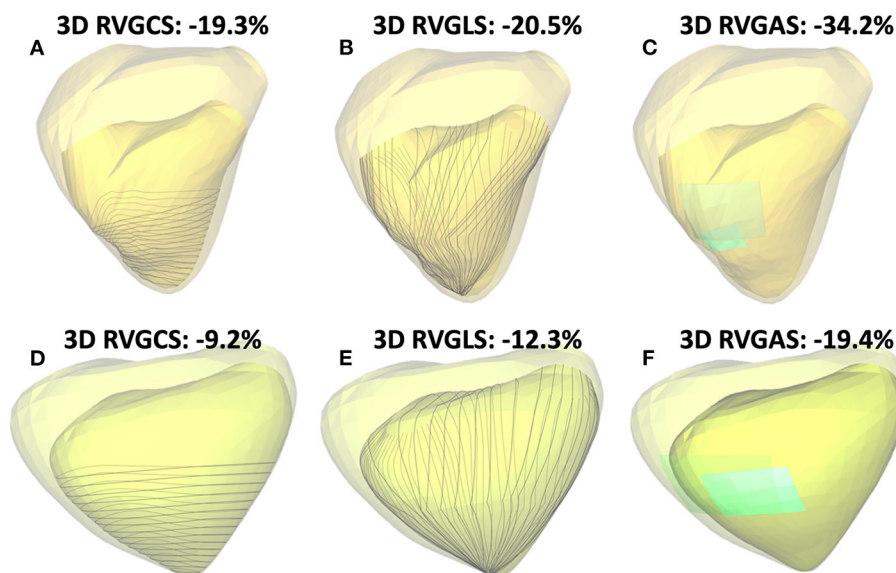 3D RVGCS: -19.3%
3D RVGLS: -20.5%
3D RVGAS: -34.2%
A
B
C
3D RVGCS: -9.2%
3D RVGLS: -12.3%
3D RVGAS: -19.4%
D
E
F